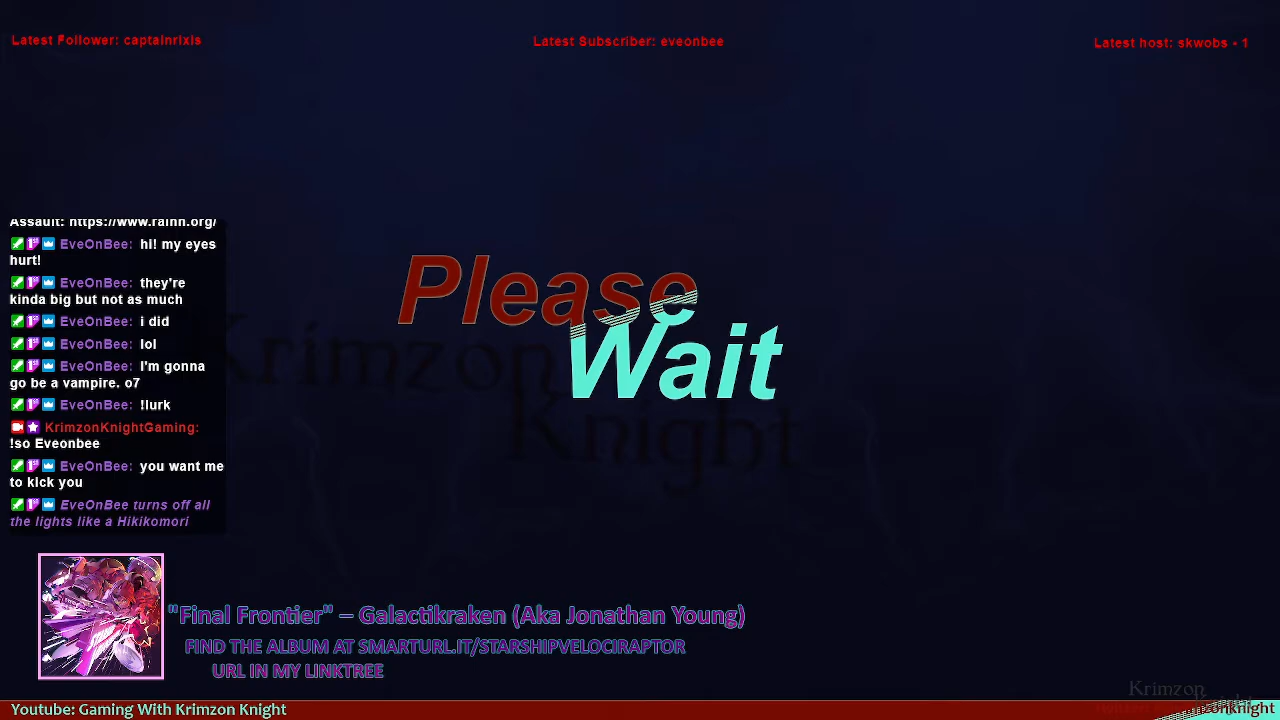 Latest Follower: captainrixis
Latest Subscriber: eveonbee
Latest host: skwobs - 1
Assault: https://www.rainn.org/
EveOnBee: hi! my eyes
hurt!
EveOnBee: they're
kinda big but not as much
EveOnBee: i did
EveOnBee: lol
EveOnBee: I'm gonna
go be a vampire. o7
EveOnBee: !lurk
KrimzonKnightGaming:
!so Eveonbee
EveOnBee: you want me
to kick you
EveOnBee turns off all
the lights like a Hikikomori
Please
Wait
Krimzon
Knight
"Final Frontier" – Galactikraken (Aka Jonathan Young)
FIND THE ALBUM AT SMARTURL.IT/STARSHIPVELOCIRAPTOR
URL IN MY LINKTREE
Krimzon
Knight
Youtube: Gaming With Krimzon Knight